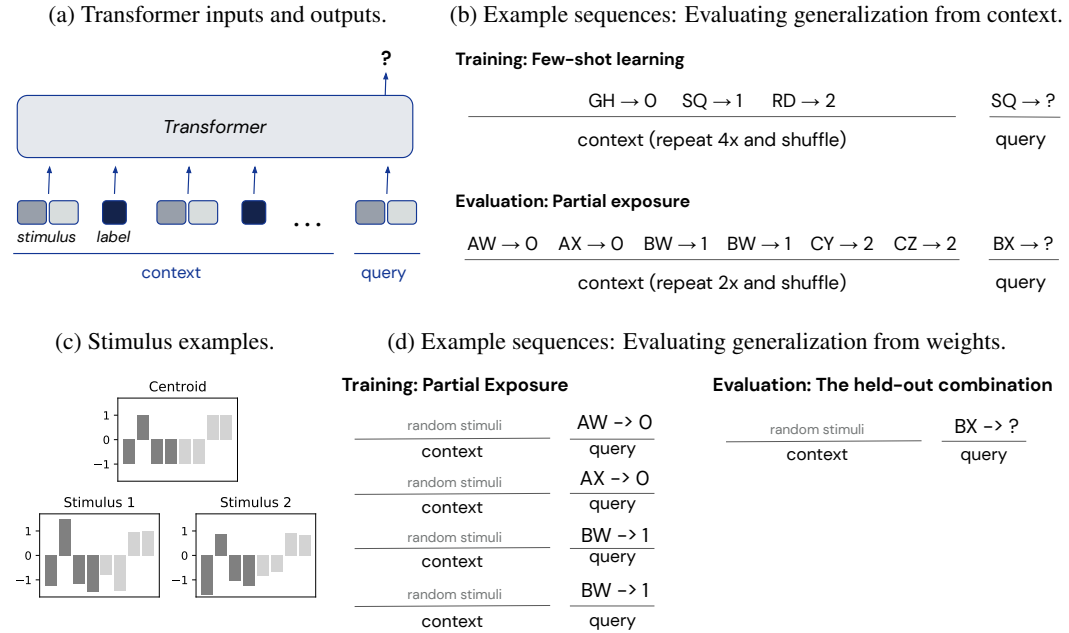 (a) Transformer inputs and outputs.
?
Transformer
stimulus label ...
context query
(b) Example sequences: Evaluating generalization from context.
Training: Few-shot learning
GH → 0 SQ → 1 RD → 2 SQ → ?
context (repeat 4x and shuffle) query
Evaluation: Partial exposure
AW → 0 AX → 0 BW → 1 BW → 1 CY → 2 CZ → 2 BX → ?
context (repeat 2x and shuffle) query
(c) Stimulus examples.
Centroid
1
0
−1
Stimulus 1 Stimulus 2
1 1
0 0
−1 −1
(d) Example sequences: Evaluating generalization from weights.
Training: Partial Exposure
random stimuli AW -> 0
context query
random stimuli AX -> 0
context query
random stimuli BW -> 1
context query
random stimuli BW -> 1
context query
Evaluation: The held-out combination
random stimuli BX -> ?
context query